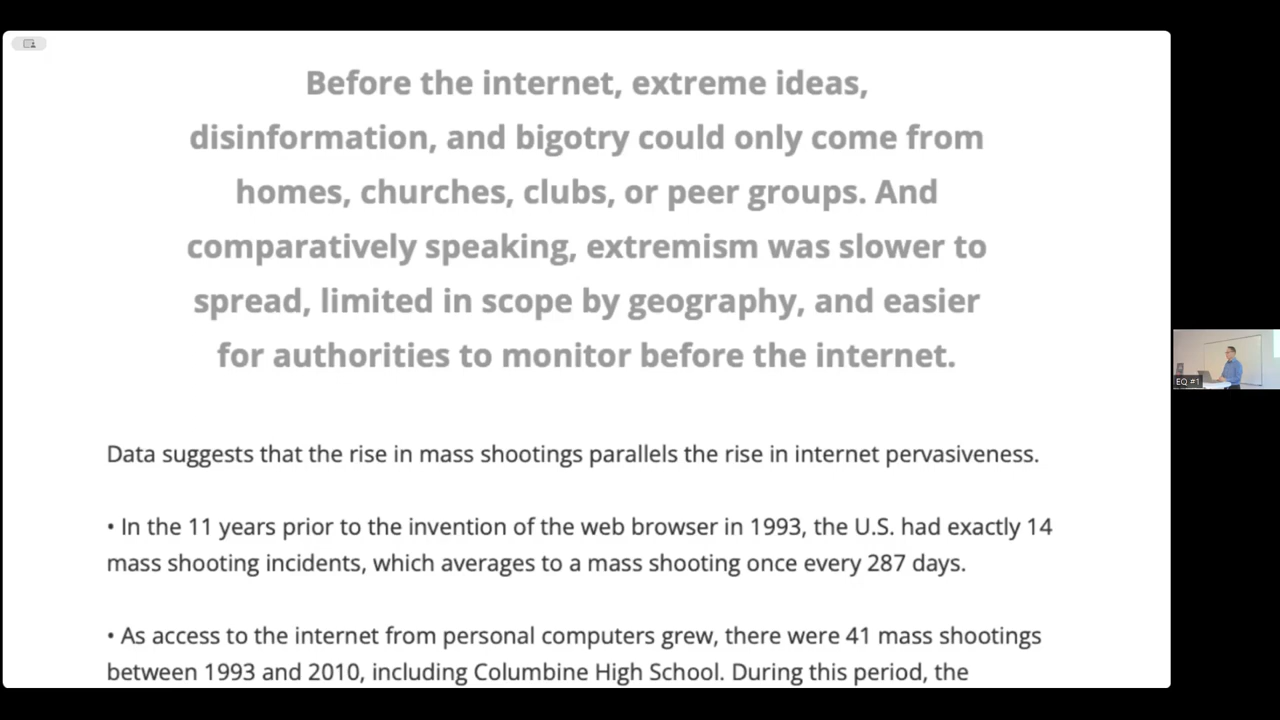 Before the internet, extreme ideas,
disinformation, and bigotry could only come from
homes, churches, clubs, or peer groups. And
comparatively speaking, extremism was slower to
spread, limited in scope by geography, and easier
for authorities to monitor before the internet.
Data suggests that the rise in mass shootings parallels the rise in internet pervasiveness.
• In the 11 years prior to the invention of the web browser in 1993, the U.S. had exactly 14
mass shooting incidents, which averages to a mass shooting once every 287 days.
• As access to the internet from personal computers grew, there were 41 mass shootings
between 1993 and 2010, including Columbine High School. During this period, the
EQ #1